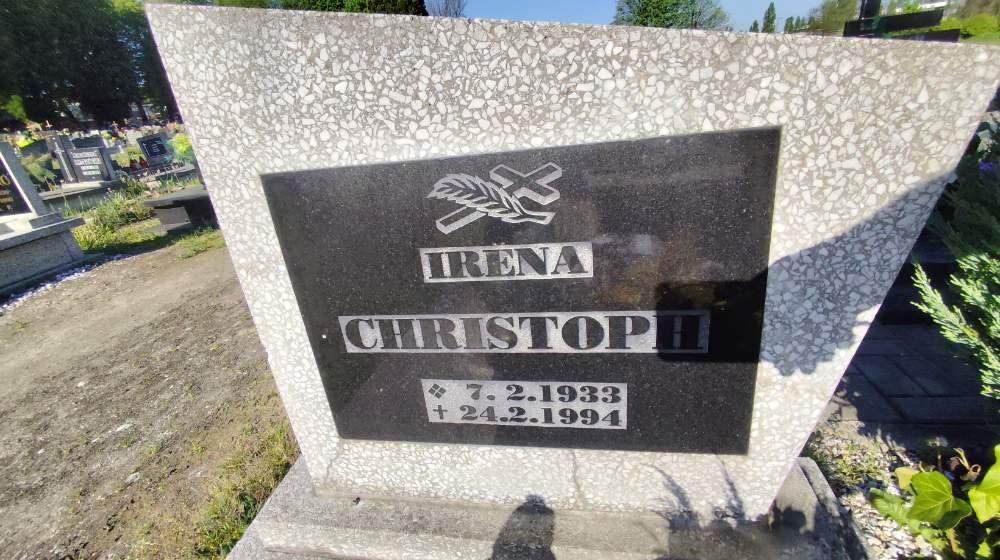 IRENA
CHRISTOPH
❖ 7. 2. 1933
✝ 24.2.1994